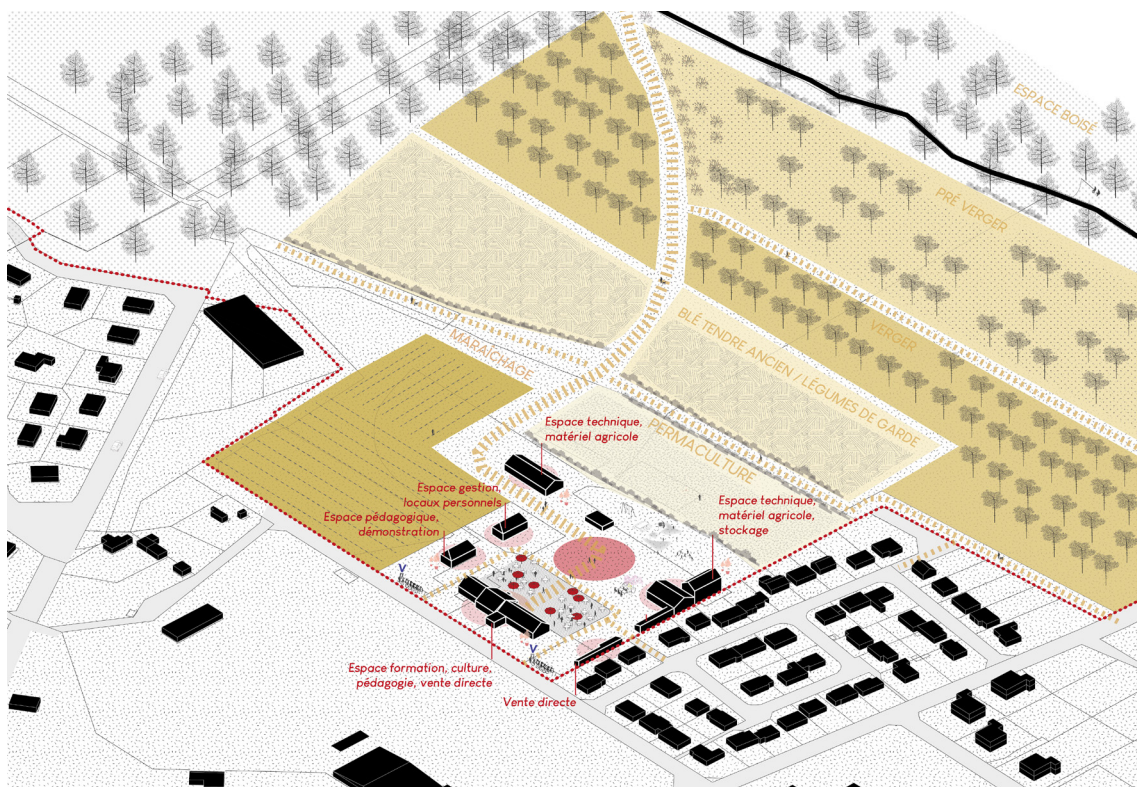 ESPACE BOISÉ
PRÉ VERGER
VERGER
BLÉ TENDRE ANCIEN / LÉGUMES DE GARDE
MARAÎCHAGE
PERMACULTURE
Espace technique,
matériel agricole
Espace gestion,
locaux personnels
Espace pédagogique,
démonstration
Espace technique,
matériel agricole,
stockage
V
V
Espace formation, culture,
pédagogie, vente directe
Vente directe